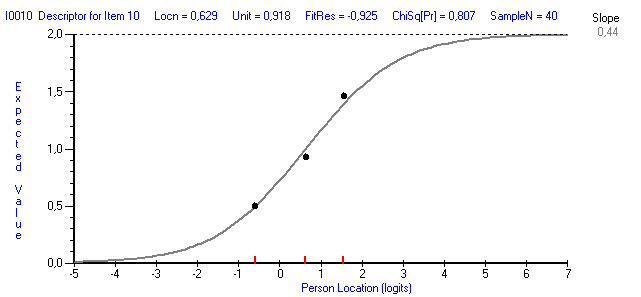 I0010 Descriptor for Item 10 Locn = 0,629 Unit = 0,918 FitRes = -0,925 ChiSq[Pr] = 0,807 SampleN = 40
Slope
0,44
2,0
1,5
1,0
0,5
0,0
Expected Value
-5 -4 -3 -2 -1 0 1 2 3 4 5 6 7
Person Location (logits)